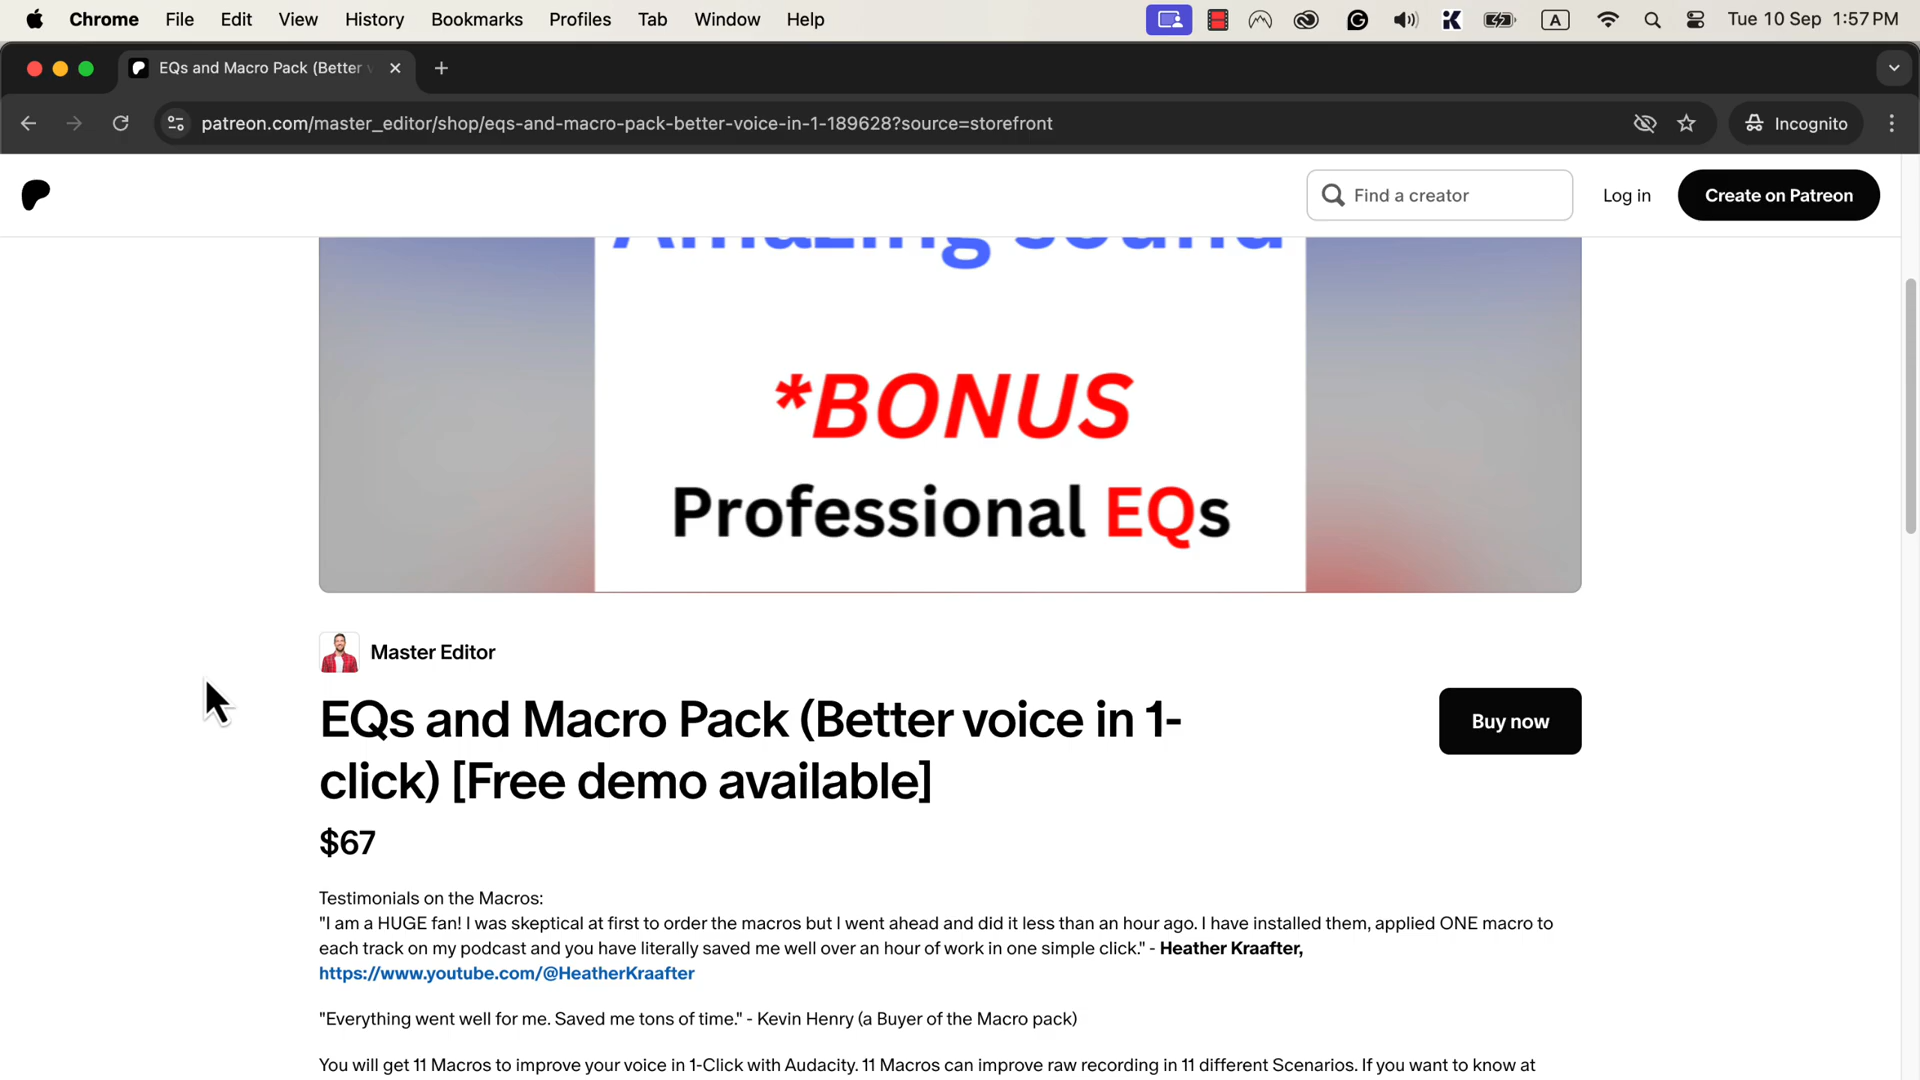 Chrome File Edit View History Bookmarks Profiles Tab Window Help A Tue 10 Sep 1:57 PM
EQs and Macro Pack (Better
patreon.com/master_editor/shop/eqs-and-macro-pack-better-voice-in-1-189628?source=storefront Incognito
Find a creator Log in Create on Patreon
Amazing sound
*BONUS
Professional EQs
Master Editor
EQs and Macro Pack (Better voice in 1-
click) [Free demo available]
Buy now
$67
Testimonials on the Macros:
"I am a HUGE fan! I was skeptical at first to order the macros but I went ahead and did it less than an hour ago. I have installed them, applied ONE macro to
each track on my podcast and you have literally saved me well over an hour of work in one simple click." - Heather Kraafter,
https://www.youtube.com/@HeatherKraafter
"Everything went well for me. Saved me tons of time." - Kevin Henry (a Buyer of the Macro pack)
You will get 11 Macros to improve your voice in 1-Click with Audacity. 11 Macros can improve raw recording in 11 different Scenarios. If you want to know at